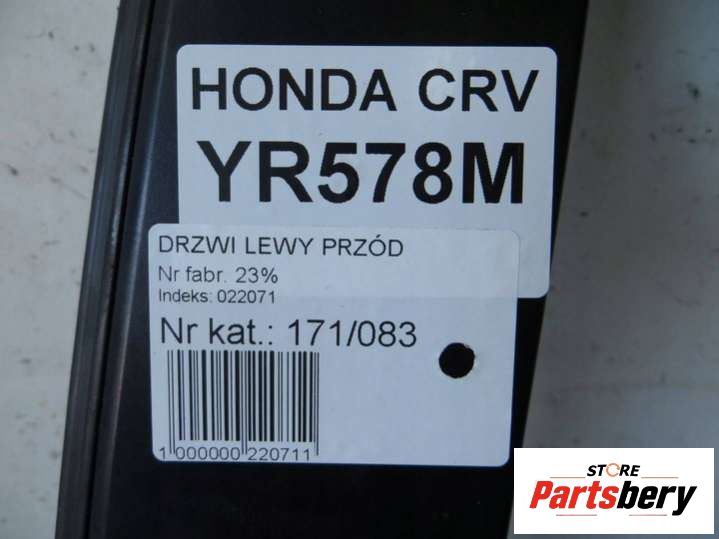 HONDA CRV
YR578M
DRZWI LEWY PRZÓD
Nr fabr. 23%
Indeks: 022071
Nr kat.: 171/083
1 000000 220711
STORE
Partsbery